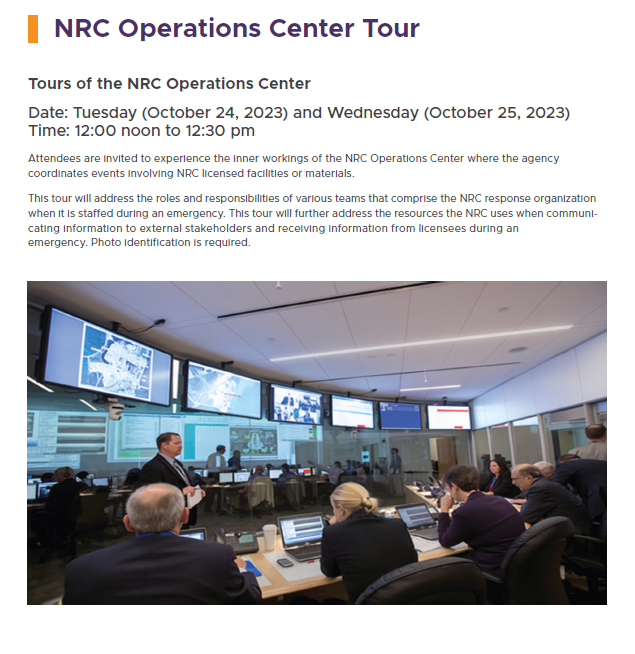 NRC Operations Center Tour
Tours of the NRC Operations Center
Date: Tuesday (October 24, 2023) and Wednesday (October 25, 2023)
Time: 12:00 noon to 12:30 pm
Attendees are invited to experience the inner workings of the NRC Operations Center where the agency
coordinates events involving NRC licensed facilities or materials.
This tour will address the roles and responsibilities of various teams that comprise the NRC response organization
when it is staffed during an emergency. This tour will further address the resources the NRC uses when communi-
cating information to external stakeholders and receiving information from licensees during an
emergency. Photo identification is required.